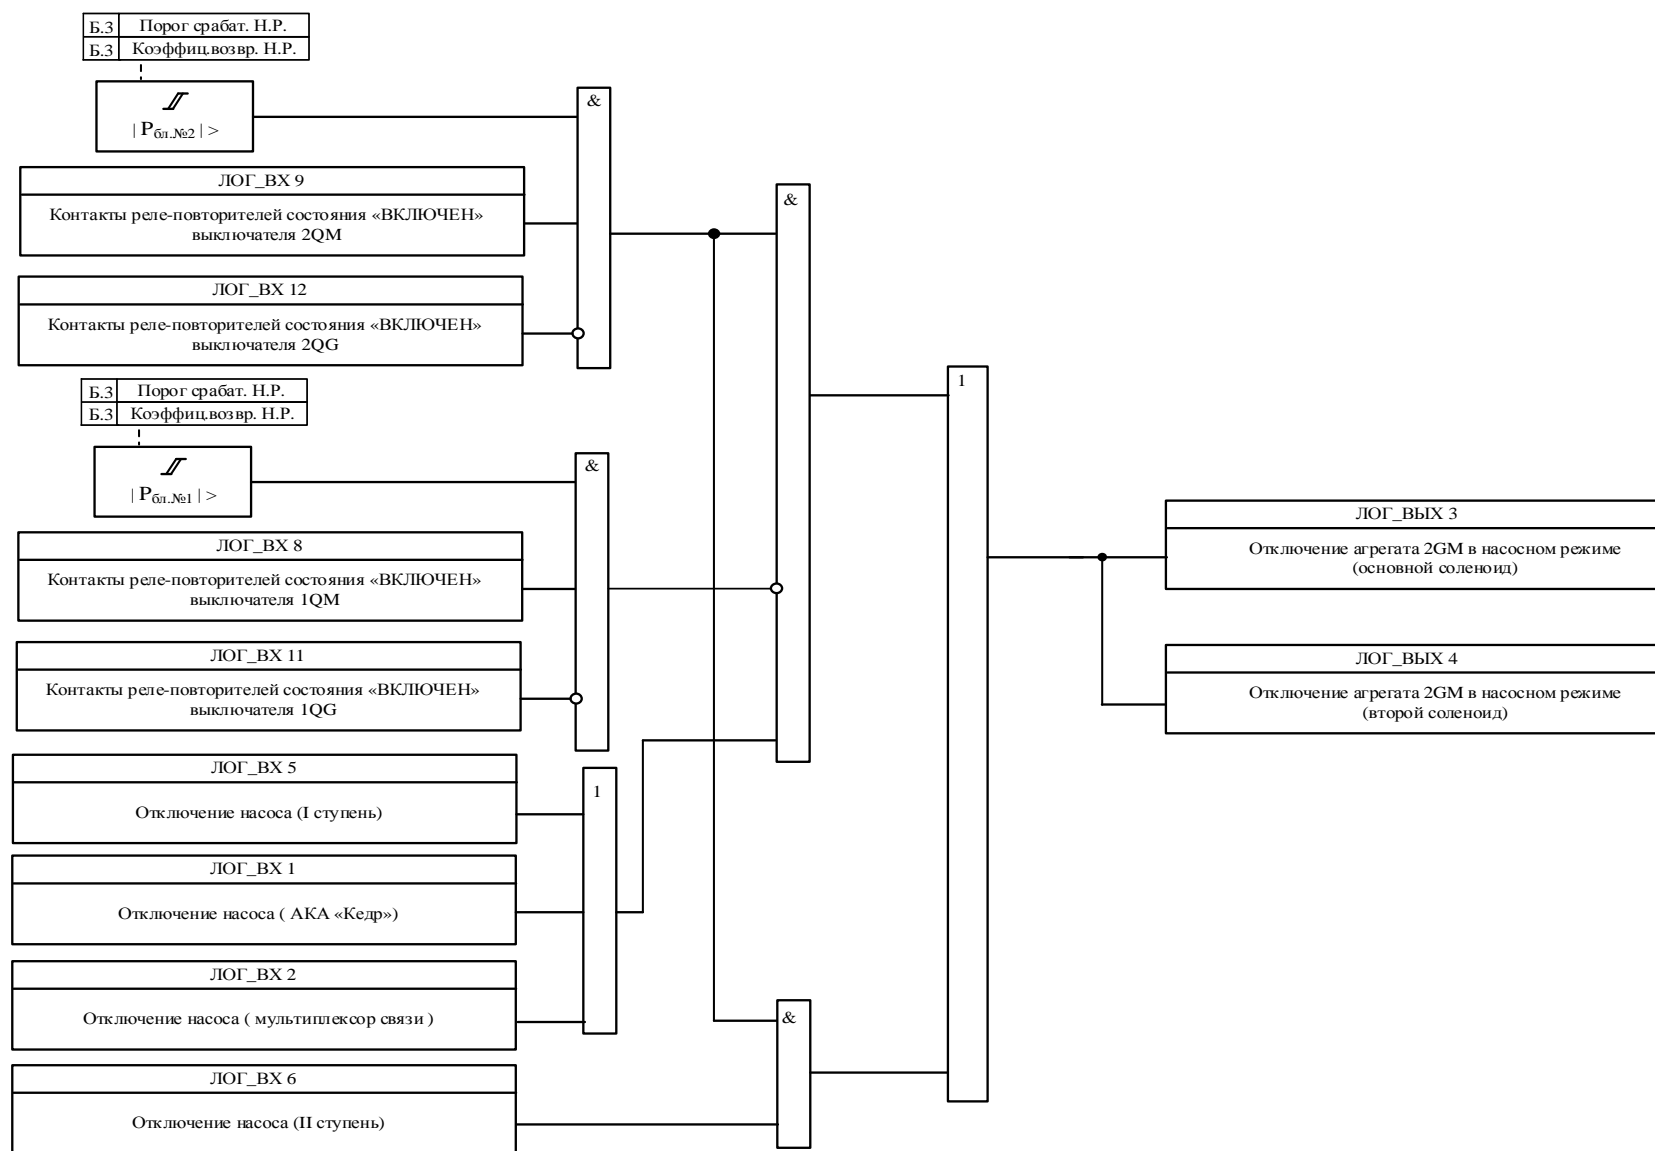 Б.3 Порог срабат. Н.Р.
Б.3 Коэффиц.возвр. Н.Р.
| Рбл.№2 | >
&
ЛОГ_ВХ 9
Контакты реле-повторителей состояния «ВКЛЮЧЕН»
выключателя 2QM
&
ЛОГ_ВХ 12
Контакты реле-повторителей состояния «ВКЛЮЧЕН»
выключателя 2QG
Б.3 Порог срабат. Н.Р.
Б.3 Коэффиц.возвр. Н.Р.
1
| Рбл.№1 | >
&
ЛОГ_ВХ 8
Контакты реле-повторителей состояния «ВКЛЮЧЕН»
выключателя 1QM
ЛОГ_ВХ 11
Контакты реле-повторителей состояния «ВКЛЮЧЕН»
выключателя 1QG
ЛОГ_ВЫХ 3
Отключение агрегата 2GM в насосном режиме
(основной соленоид)
ЛОГ_ВЫХ 4
Отключение агрегата 2GM в насосном режиме
(второй соленоид)
ЛОГ_ВХ 5
Отключение насоса (I ступень)
1
ЛОГ_ВХ 1
Отключение насоса ( АКА «Кедр»)
ЛОГ_ВХ 2
Отключение насоса ( мультиплексор связи )
&
ЛОГ_ВХ 6
Отключение насоса (II ступень)